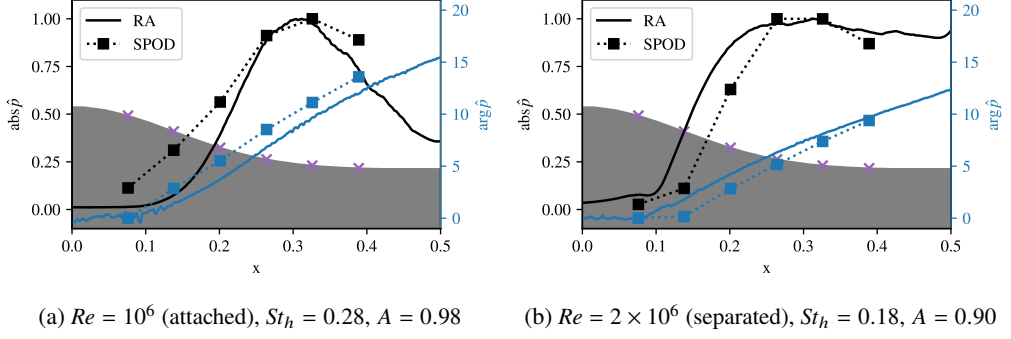 1.00
0.75
0.50
0.25
0.00
abs p̂
RA
SPOD
20
15
10
5
0
arg p̂
0.0 0.1 0.2 0.3 0.4 0.5
x
(a) Re = 10⁶ (attached), St_h = 0.28, A = 0.98
1.00
0.75
0.50
0.25
0.00
abs p̂
RA
SPOD
20
15
10
5
0
arg p̂
0.0 0.1 0.2 0.3 0.4 0.5
x
(b) Re = 2 × 10⁶ (separated), St_h = 0.18, A = 0.90